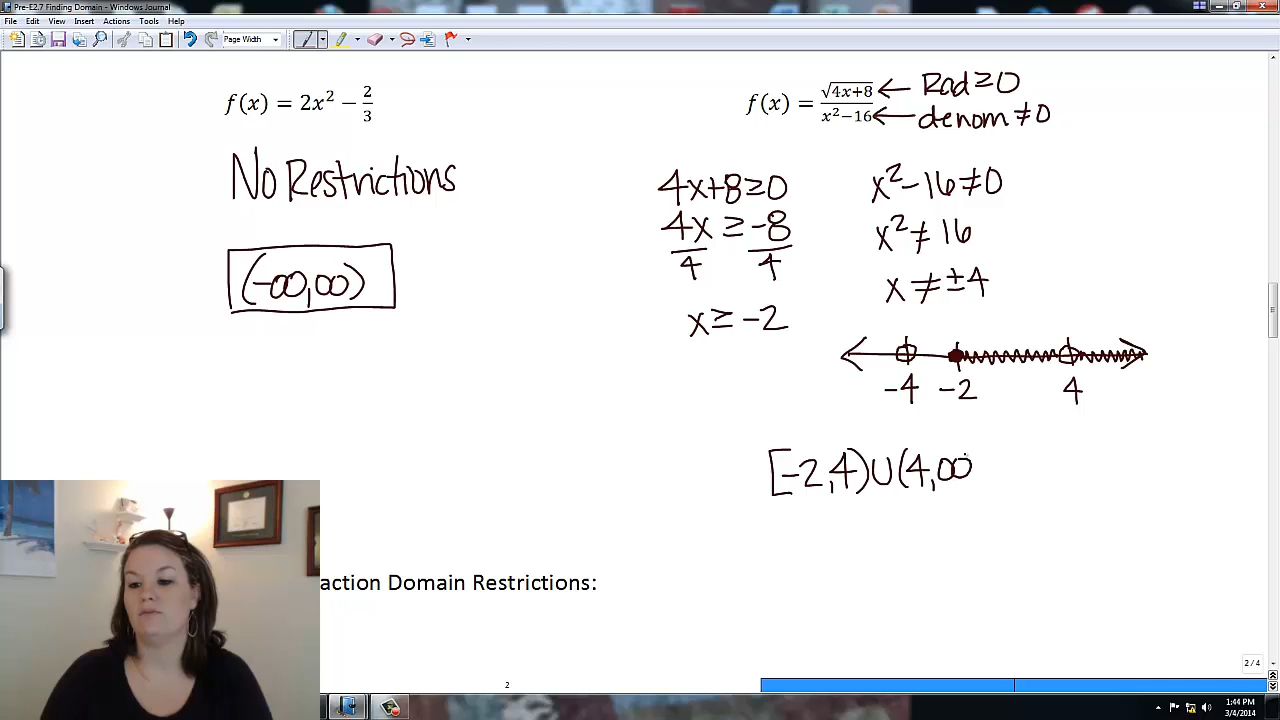 Pre-E2.7 Finding Domain - Windows Journal
File Edit View Insert Actions Tools Help
Page Width
f(x) = 2x² − 2/3
No Restrictions
(-∞,∞)
f(x) = √4x+8 / x²−16
← Rad ≥ 0
← denom ≠ 0
4x+8 ≥ 0
4x ≥ -8
4 4
x ≥ -2
x²-16 ≠ 0
x² ≠ 16
x ≠ ±4
-4 -2 4
[-2,4)∪(4,∞
action Domain Restrictions:
2/4
2
1:44 PM
3/4/2014